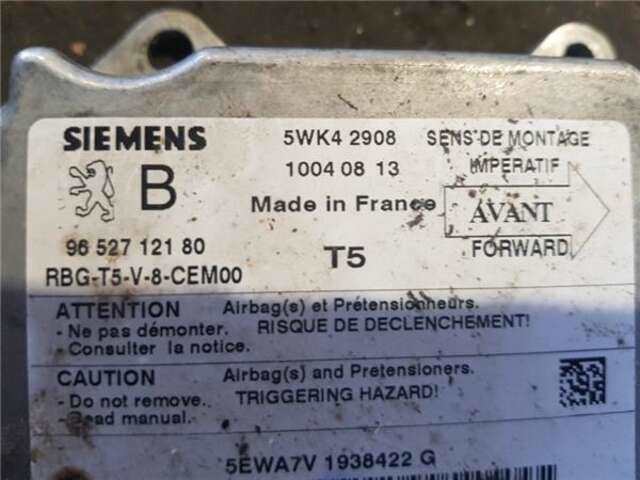 SIEMENS 5WK4 2908 SENS DE MONTAGE
B 1004 08 13 IMPERATIF
Made in France AVANT
96 527 121 80 T5 FORWARD
RBG-T5-V-8-CEM00
ATTENTION Airbag(s) et Prétensionneurs.
- Ne pas démonter. RISQUE DE DECLENCHEMENT!
- Consulter la notice.
CAUTION Airbag(s) and Pretensioners.
- Do not remove. TRIGGERING HAZARD!
- Read manual.
5EWA7V 1938422 G